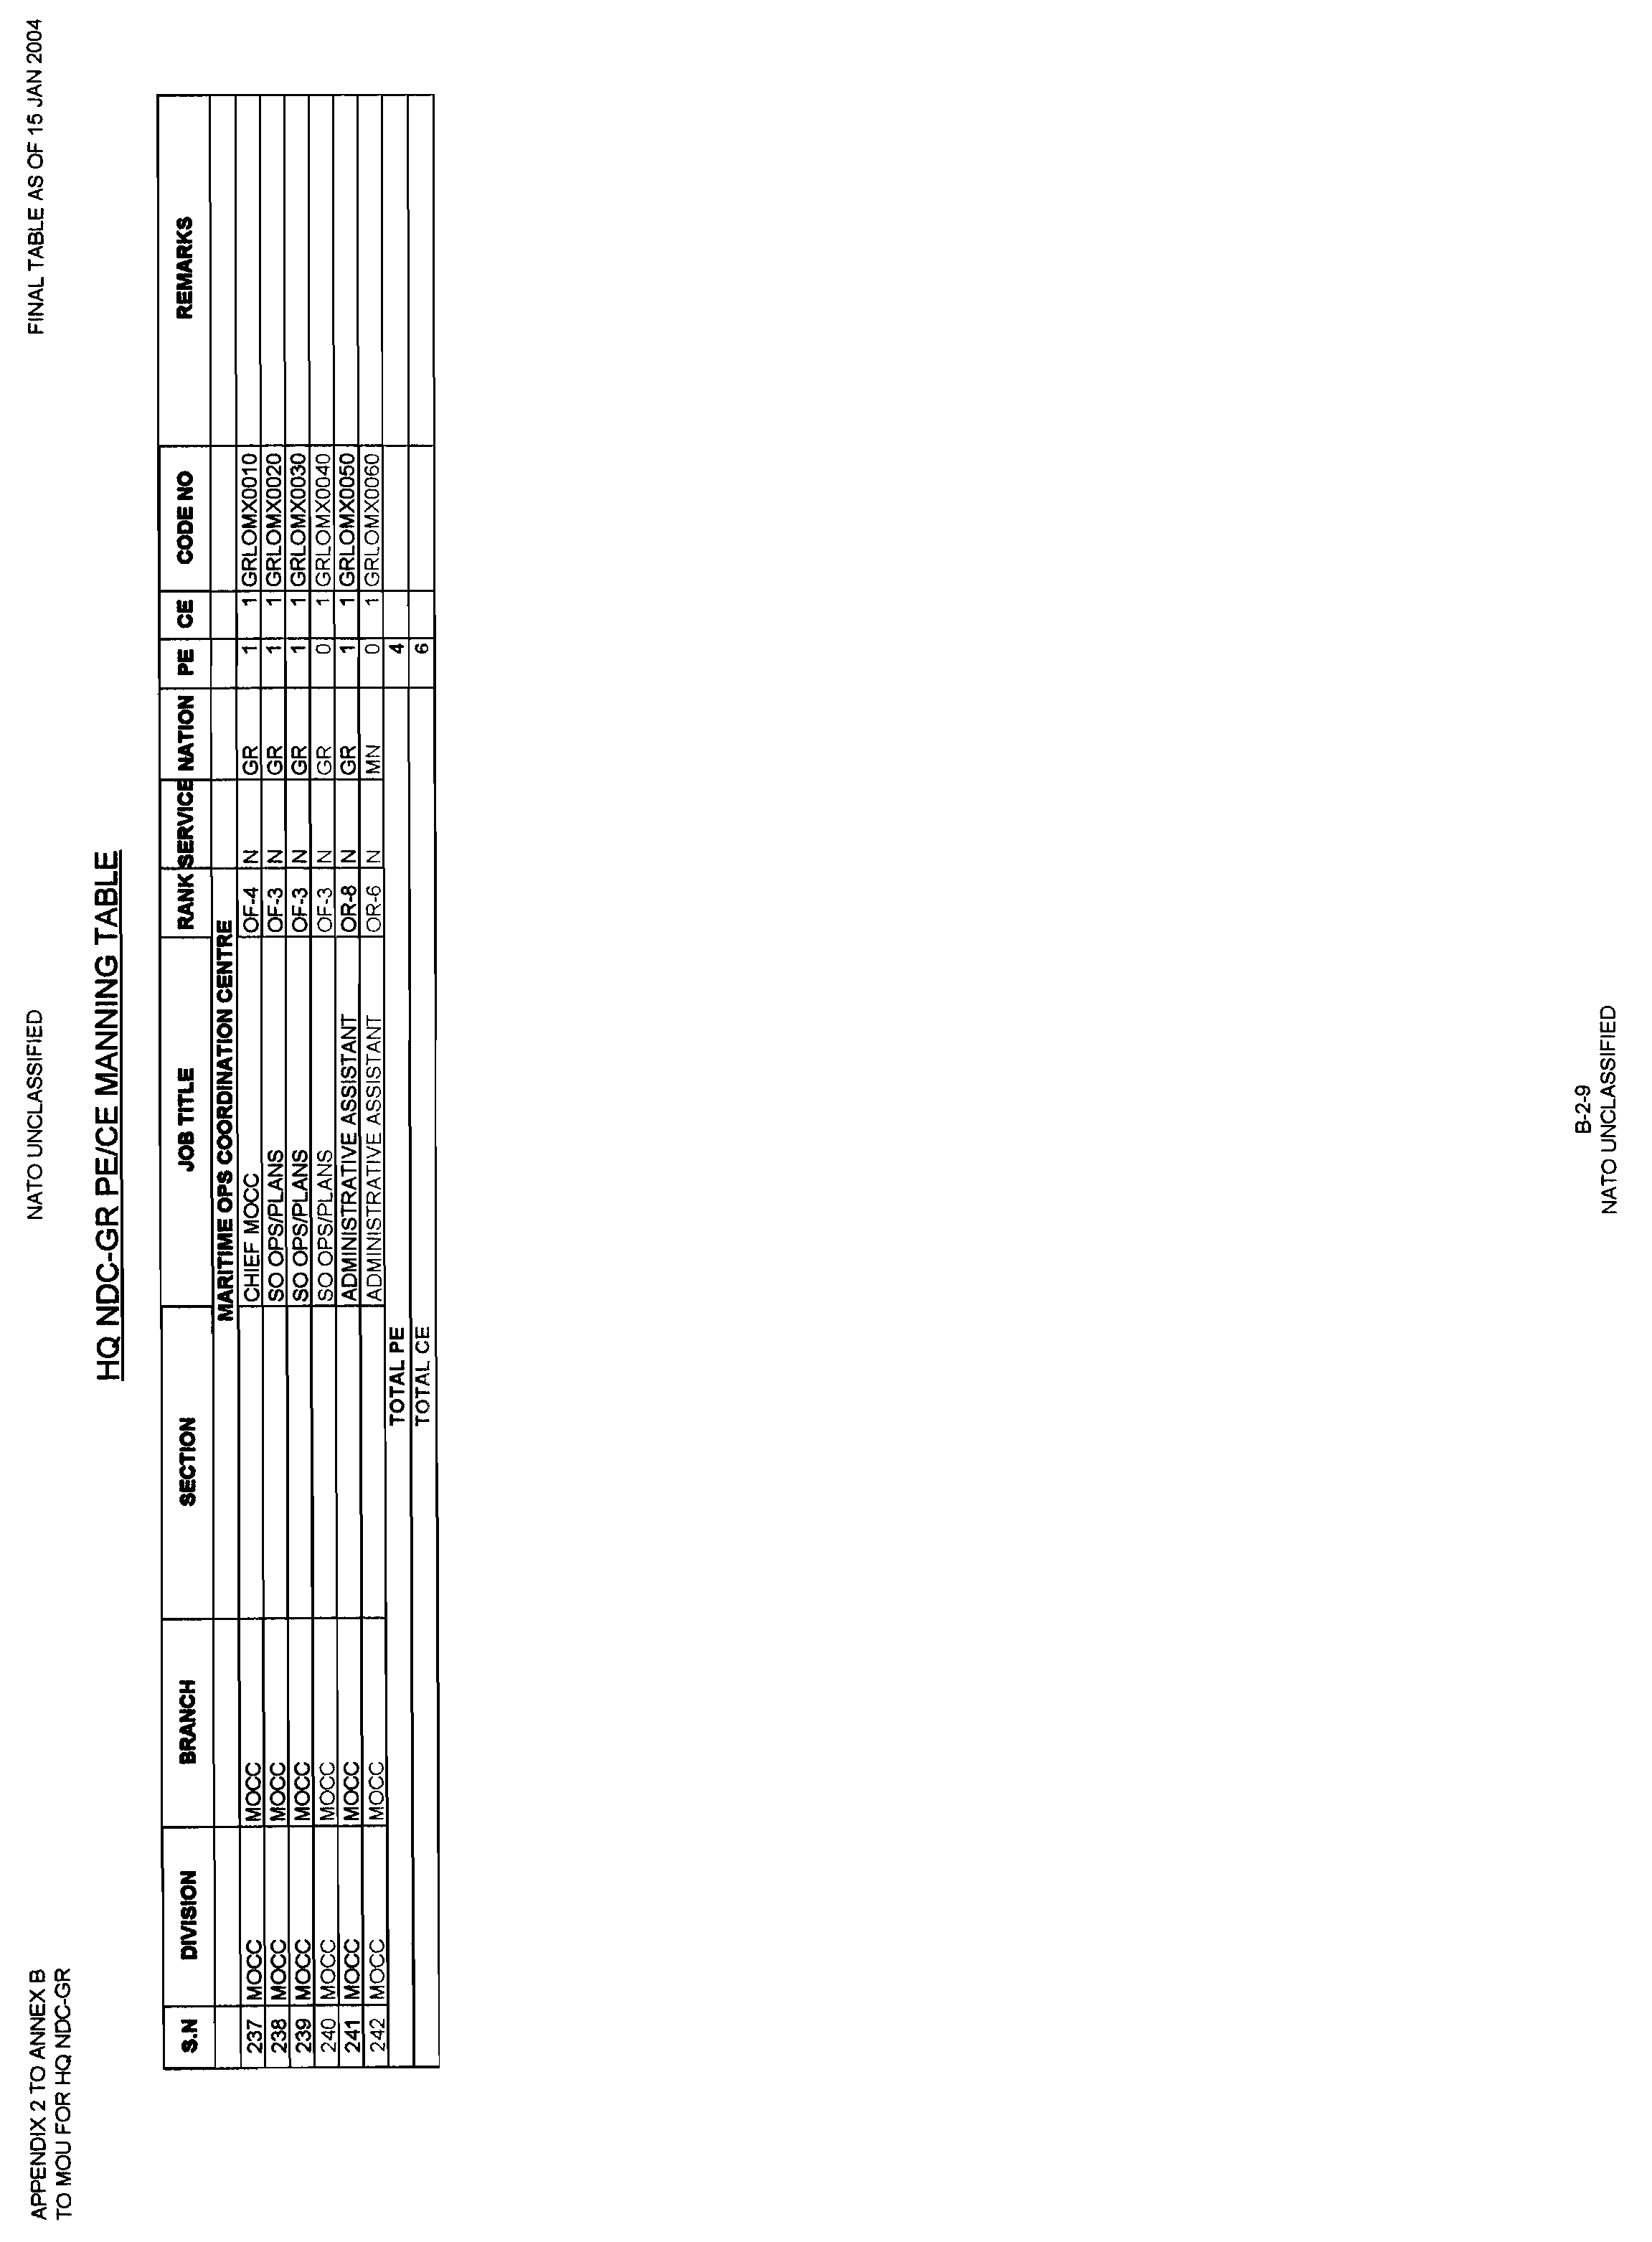 APPENDIX 2 TO ANNEX B NATO UNCLASSIFIED FINAL TABLE AS OF 15 JAN 2004
TO MOU FOR HQ NDC-GR
HQ NDC-GR PE/CE MANNING TABLE
S.N DIVISION BRANCH SECTION JOB TITLE RANK SERVICE NATION PE CE CODE NO REMARKS
MARITIME OPS COORDINATION CENTRE
237 MOCC MOCC CHIEF MOCC OF-4 N GR 1 1 GRLOMX0010
238 MOCC MOCC SO OPS/PLANS OF-3 N GR 1 1 GRLOMX0020
239 MOCC MOCC SO OPS/PLANS OF-3 N GR 1 1 GRLOMX0030
240 MOCC MOCC SO OPS/PLANS OF-3 N GR 0 1 GRLOMX0040
241 MOCC MOCC ADMINISTRATIVE ASSISTANT OR-8 N GR 1 1 GRLOMX0050
242 MOCC MOCC ADMINISTRATIVE ASSISTANT OR-6 N MN 0 1 GRLOMX0060
TOTAL PE 4
TOTAL CE 6
B-2-9
NATO UNCLASSIFIED